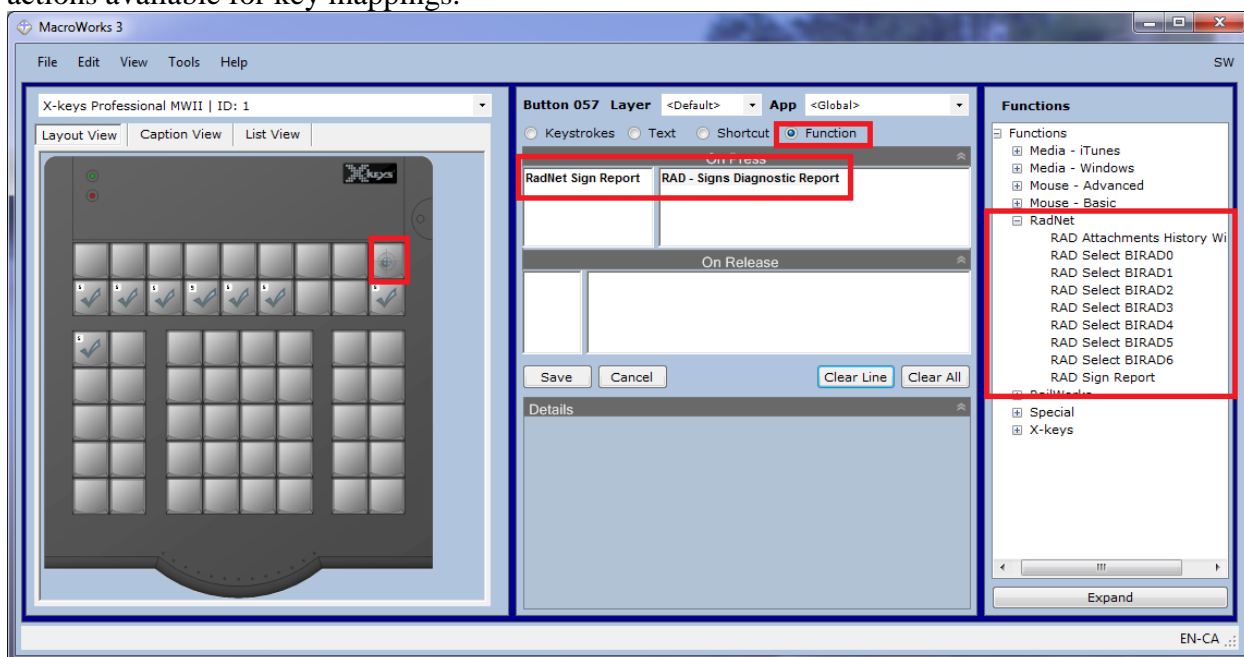 actions available for key mappings.
MacroWorks 3
File Edit View Tools Help SW
X-keys Professional MWII | ID: 1
Layout View Caption View List View
X-keys
s s s s s s s
s
Button 057 Layer <Default> App <Global>
Keystrokes Text Shortcut Function
On Press
RadNet Sign Report RAD - Signs Diagnostic Report
On Release
Save Cancel Clear Line Clear All
Details
Functions
Functions
Media - iTunes
Media - Windows
Mouse - Advanced
Mouse - Basic
RadNet
RAD Attachments History Wi
RAD Select BIRAD0
RAD Select BIRAD1
RAD Select BIRAD2
RAD Select BIRAD3
RAD Select BIRAD4
RAD Select BIRAD5
RAD Select BIRAD6
RAD Sign Report
RailWorks
Special
X-keys
Expand
EN-CA